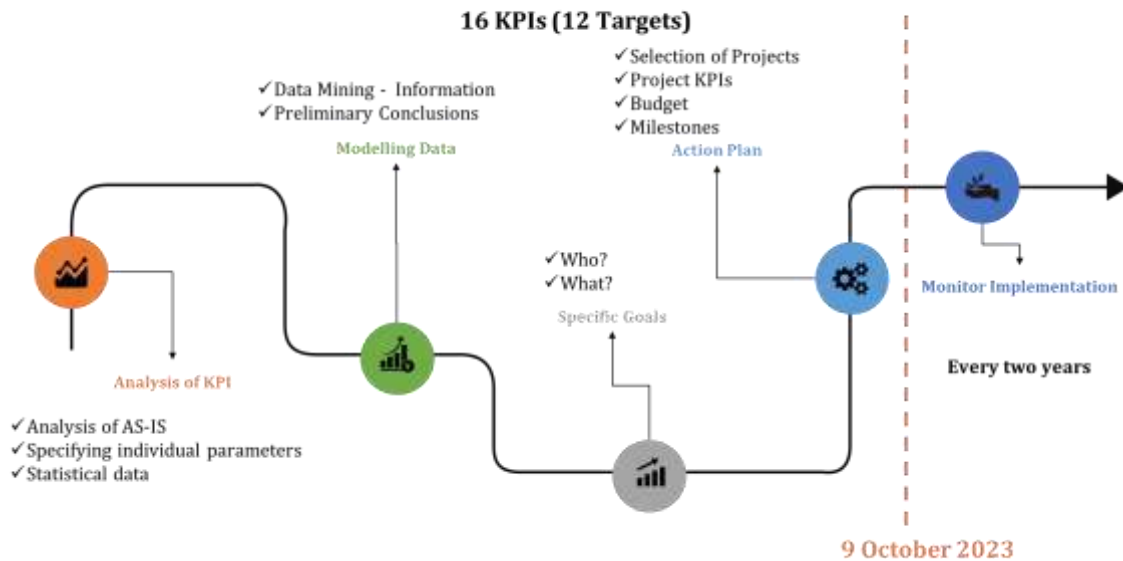 16 KPIs (12 Targets)
✓Data Mining - Information
✓Preliminary Conclusions
Modelling Data
✓Selection of Projects
✓Project KPIs
✓Budget
✓Milestones
Action Plan
✓Who?
✓What?
Specific Goals
Monitor Implementation
Every two years
Analysis of KPI
✓Analysis of AS-IS
✓Specifying individual parameters
✓Statistical data
9 October 2023